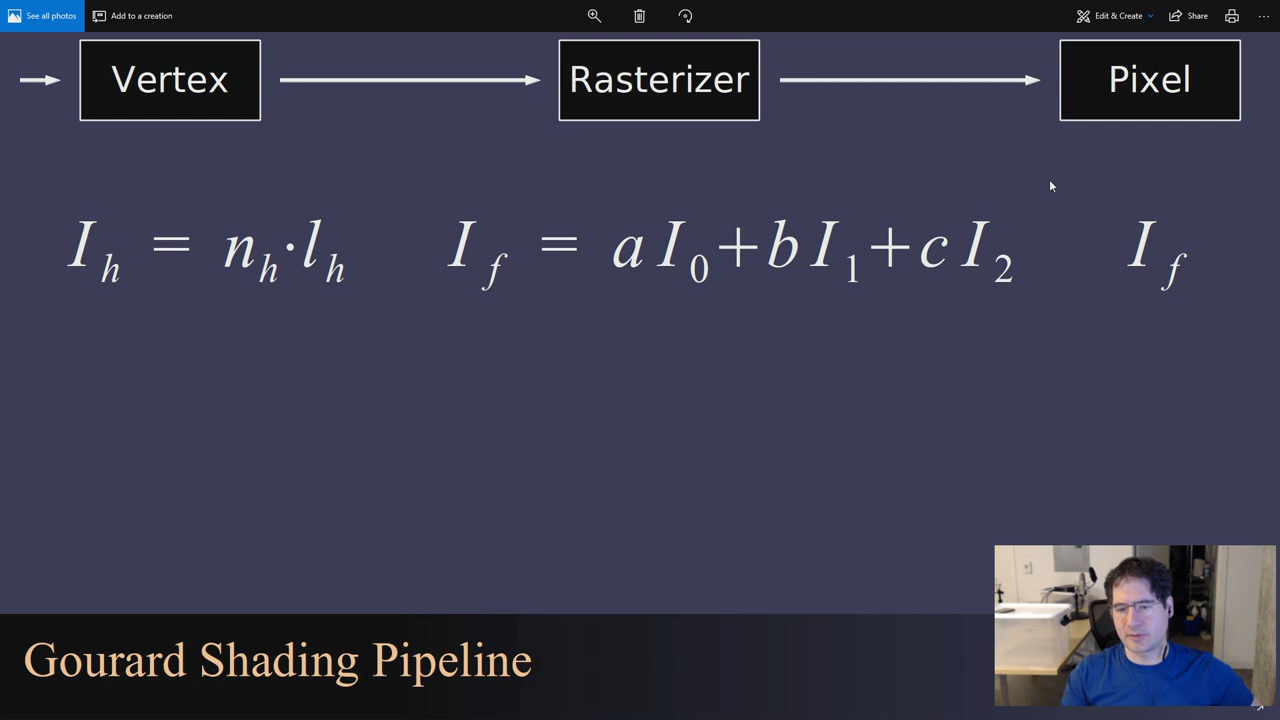 See all photos Add to a creation Edit & Create Share
Vertex Rasterizer Pixel
I_h = n_h·l_h I_f = aI_0+bI_1+cI_2 I_f
Gourard Shading Pipeline